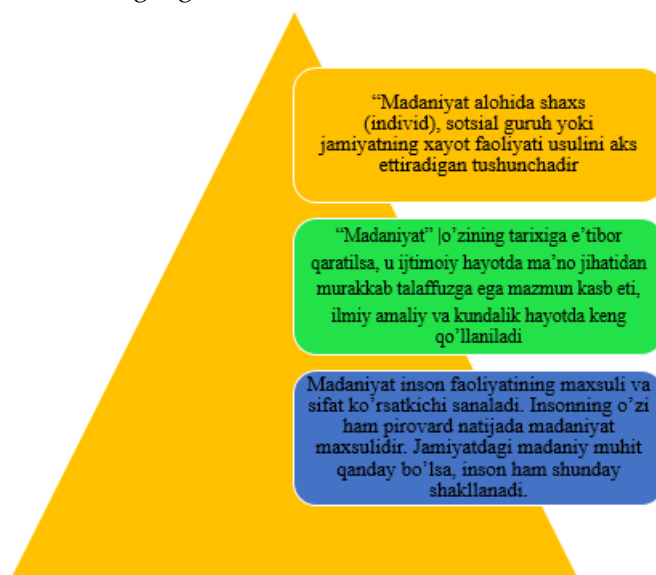 “Madaniyat alohida shaxs
(individ), sotsial guruh yoki
jamiyatning xayot faoliyati usulini aks
ettiradigan tushunchadir
“Madaniyat” |o’zining tarixiga e’tibor
qaratilsa, u ijtimoiy hayotda ma’no jihatidan
murakkab talaffuzga ega mazmun kasb eti,
ilmiy amaliy va kundalik hayotda keng
qo’llaniladi
Madaniyat inson faoliyatining maxsuli va
sifat ko’rsatkichi sanaladi. Insonning o’zi
ham pirovard natijada madaniyat
maxsulidir. Jamiyatdagi madaniy muhit
qanday bo’lsa, inson ham shunday
shakllanadi.